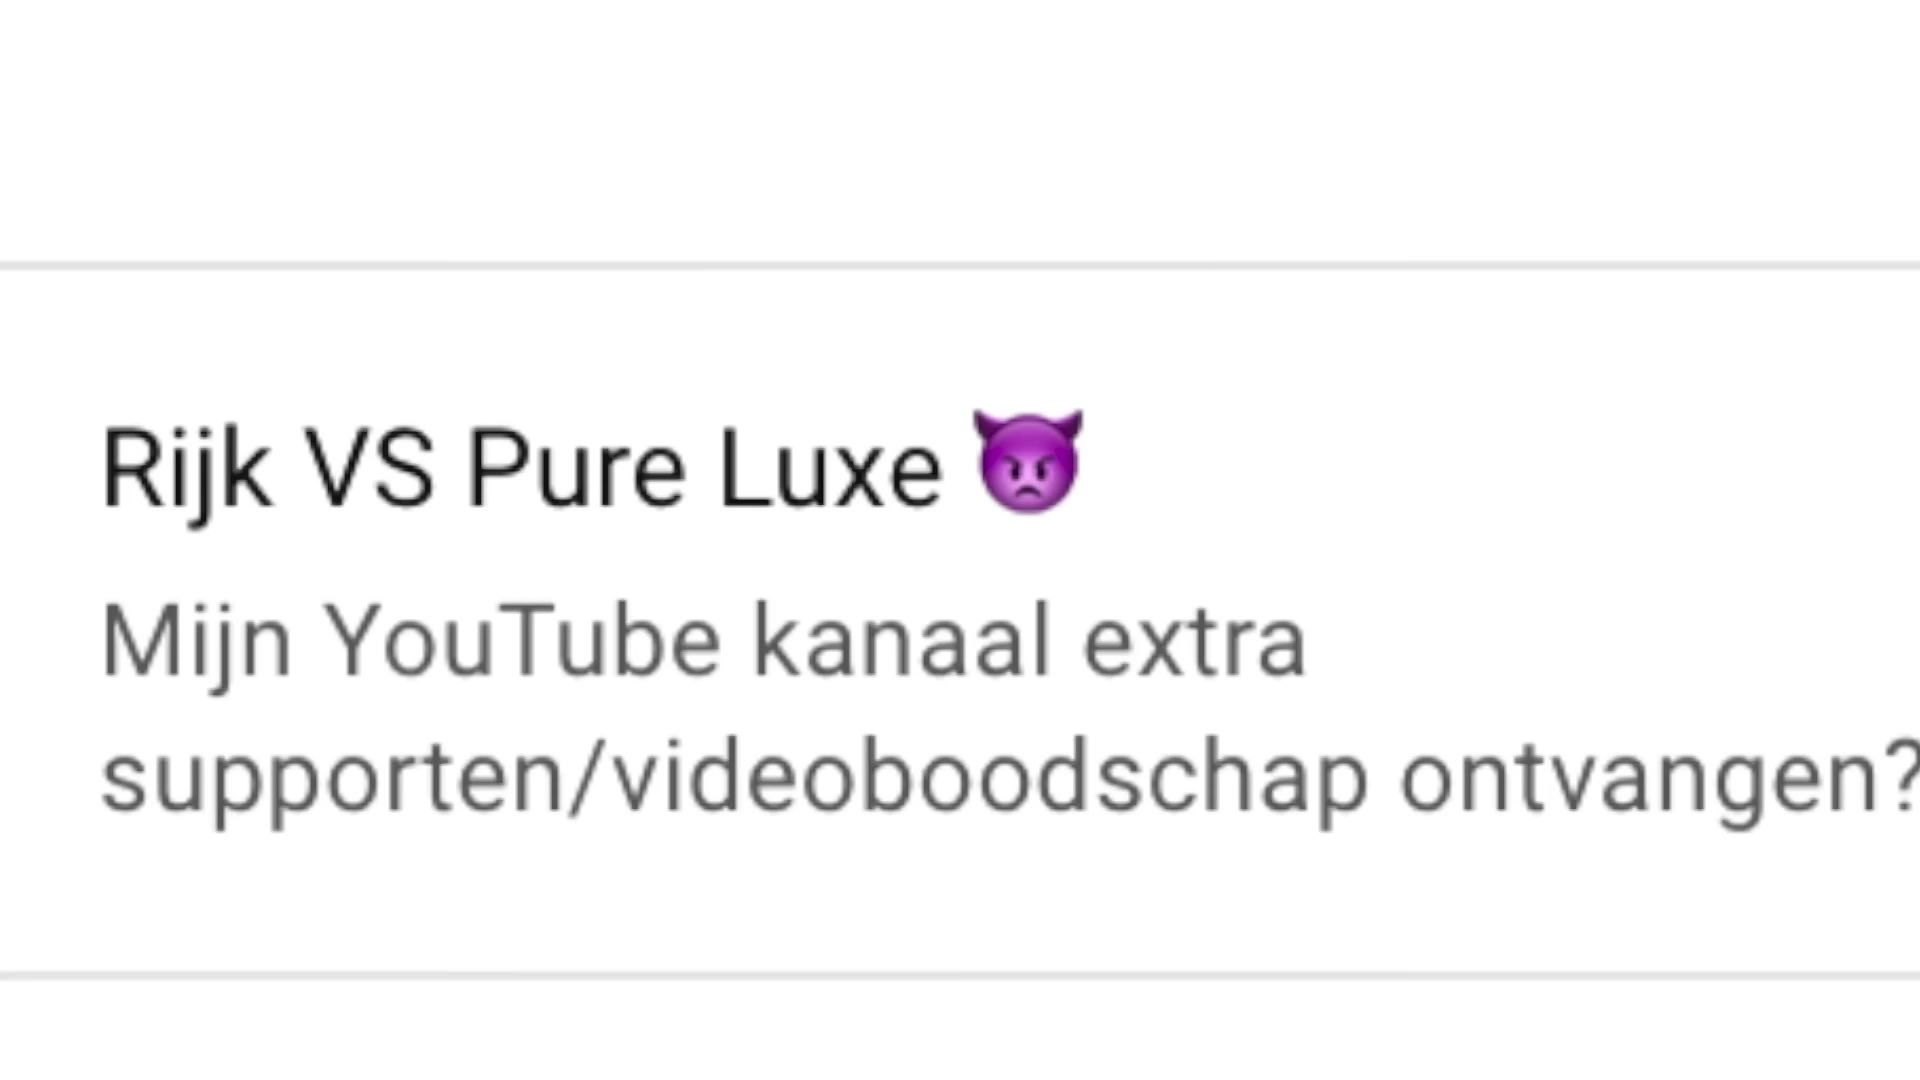 Rijk VS Pure Luxe 👿
Mijn YouTube kanaal extra
supporten/videoboodschap ontvangen?